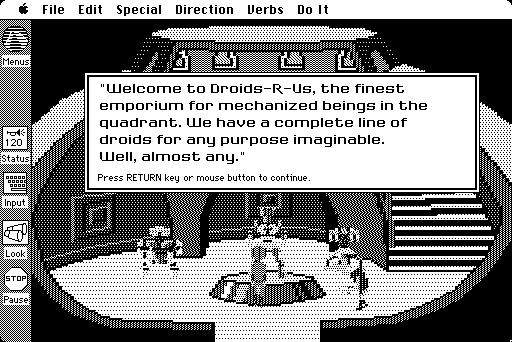 File Edit Special Direction Verbs Do It
Menus
"Welcome to Droids-R-Us, the finest
emporium for mechanized beings in the
quadrant. We have a complete line of
droids for any purpose imaginable.
Well, almost any."
Press RETURN key or mouse button to continue.
120
Status
Input
Look
STOP
Pause